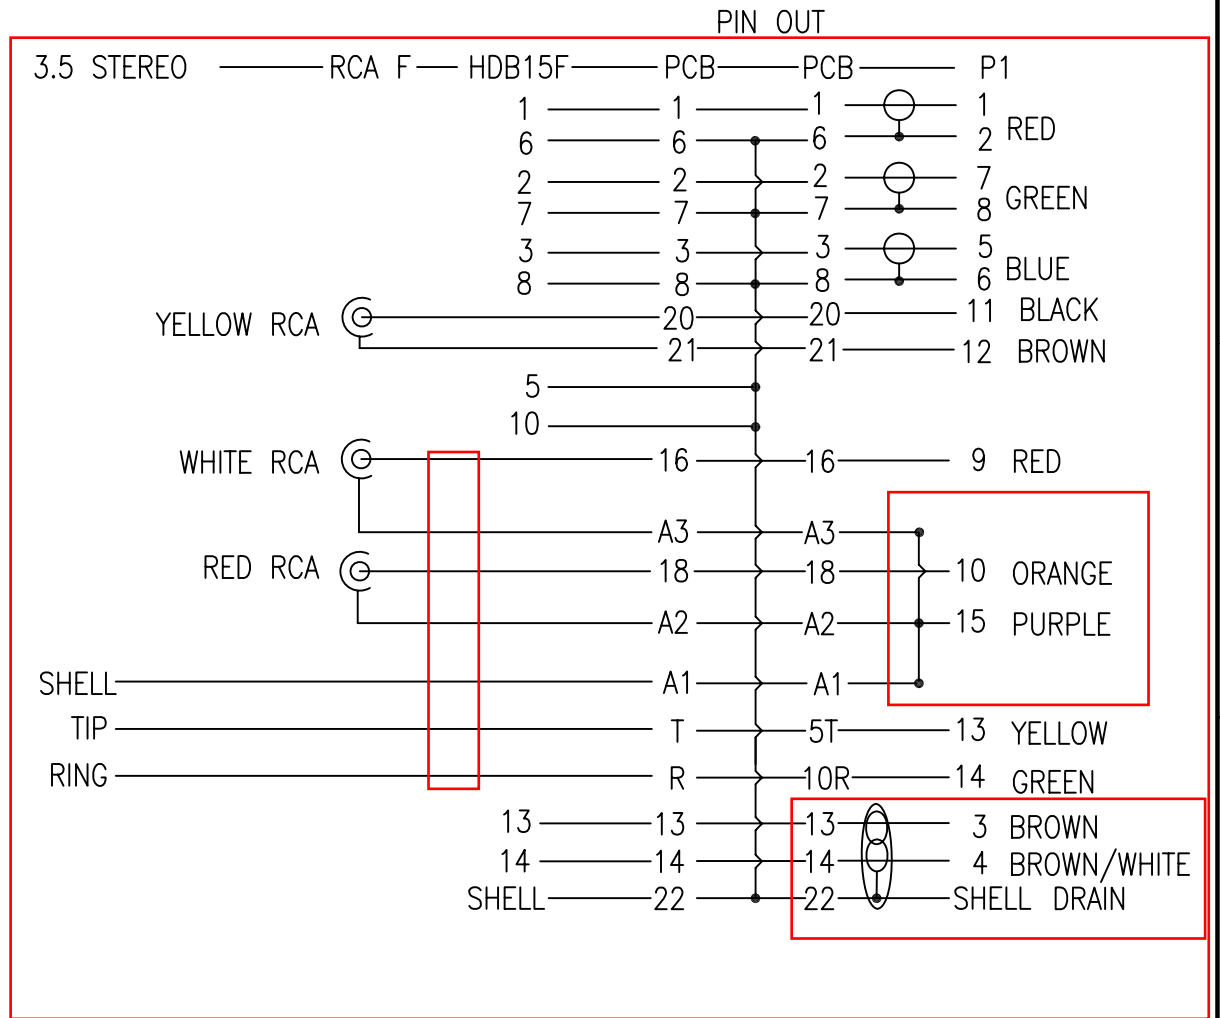 PIN OUT
3.5 STEREO RCA F HDB15F PCB PCB P1
1 1 1 1
6 6 6 2 RED
2 2 2 7
7 7 7 8 GREEN
3 3 3 5
8 8 8 6 BLUE
YELLOW RCA 20 20 11 BLACK
21 21 12 BROWN
5
10
WHITE RCA 16 16 9 RED
A3 A3
RED RCA 18 18 10 ORANGE
A2 A2 15 PURPLE
SHELL A1 A1
TIP T 5T 13 YELLOW
RING R 10R 14 GREEN
13 13 13 3 BROWN
14 14 14 4 BROWN/WHITE
SHELL 22 22 SHELL DRAIN